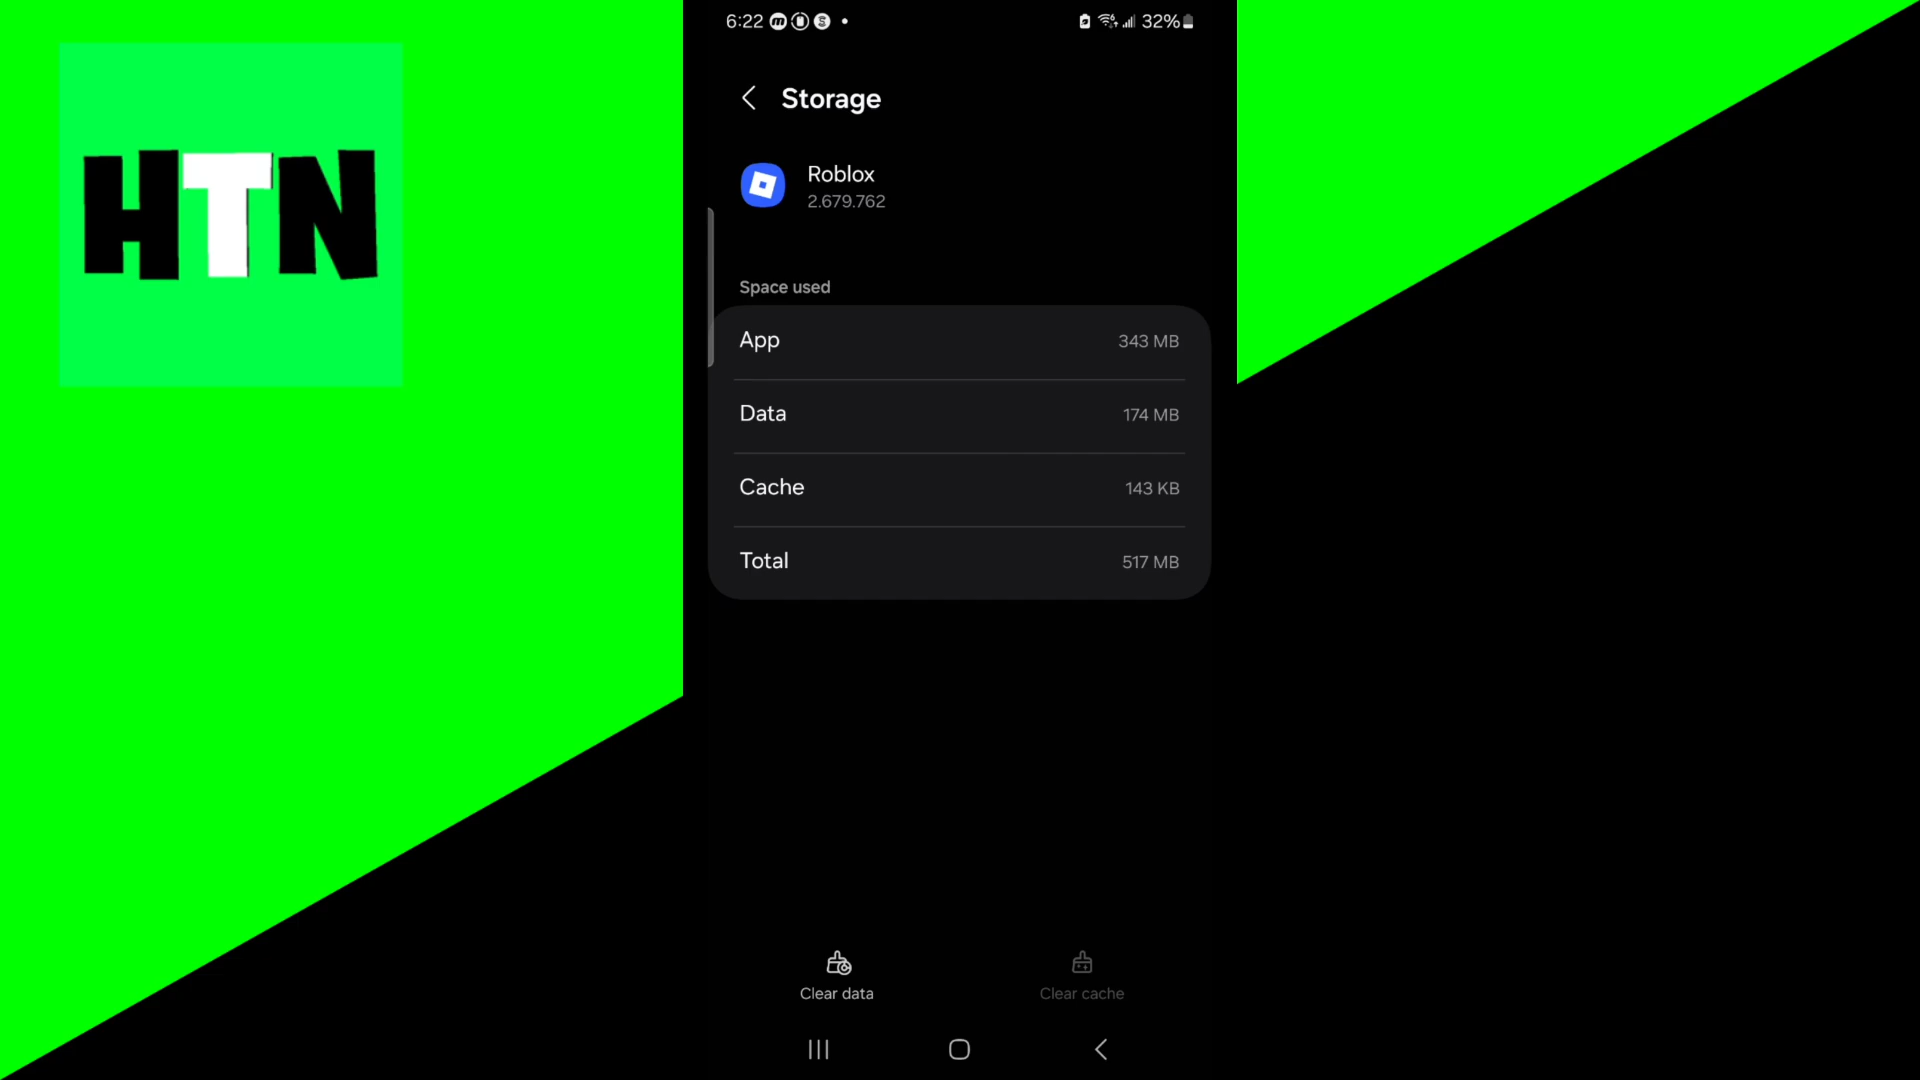 HTN
6:22
32%
Storage
Roblox
2.679.762
Space used
App 343 MB
Data 174 MB
Cache 143 KB
Total 517 MB
Clear data
Clear cache